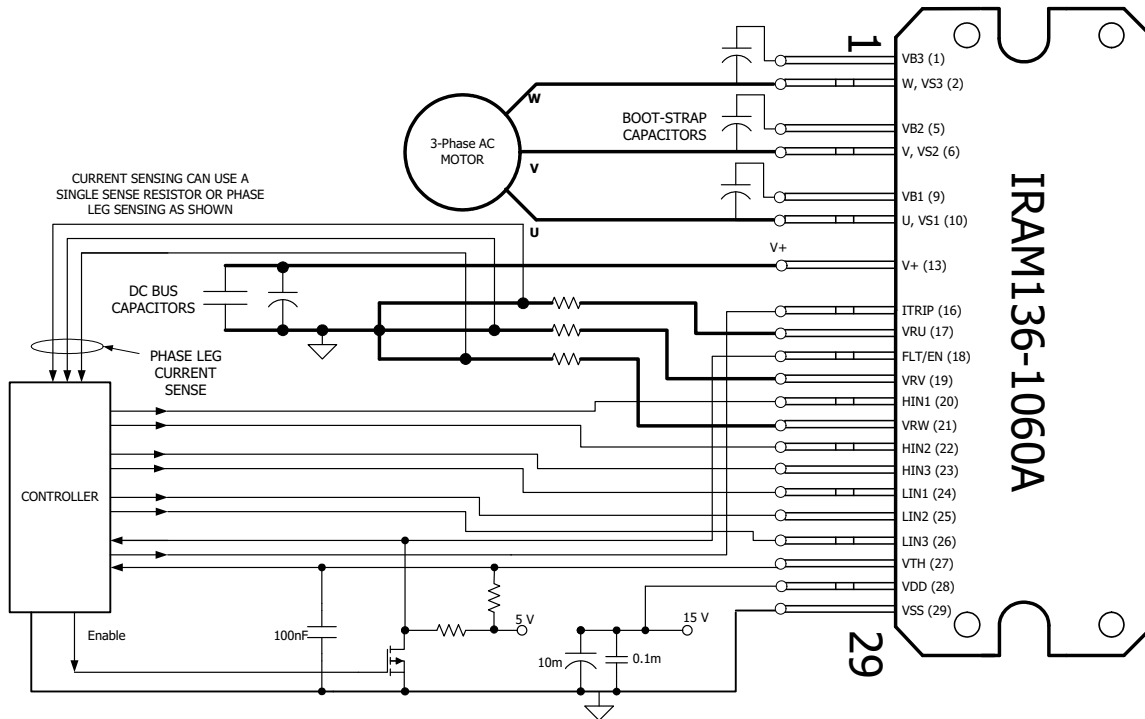 1
VB3 (1)
W, VS3 (2)
W
BOOT-STRAP
CAPACITORS
VB2 (5)
3-Phase AC
MOTOR
V, VS2 (6)
V
CURRENT SENSING CAN USE A
SINGLE SENSE RESISTOR OR PHASE
LEG SENSING AS SHOWN
VB1 (9)
U, VS1 (10)
U
V+
V+ (13)
DC BUS
CAPACITORS
ITRIP (16)
VRU (17)
PHASE LEG
CURRENT
SENSE
FLT/EN (18)
VRV (19)
HIN1 (20)
VRW (21)
HIN2 (22)
HIN3 (23)
CONTROLLER
LIN1 (24)
LIN2 (25)
LIN3 (26)
VTH (27)
VDD (28)
VSS (29)
5 V
15 V
Enable
100nF
10m
0.1m
29
IRAM136-1060A